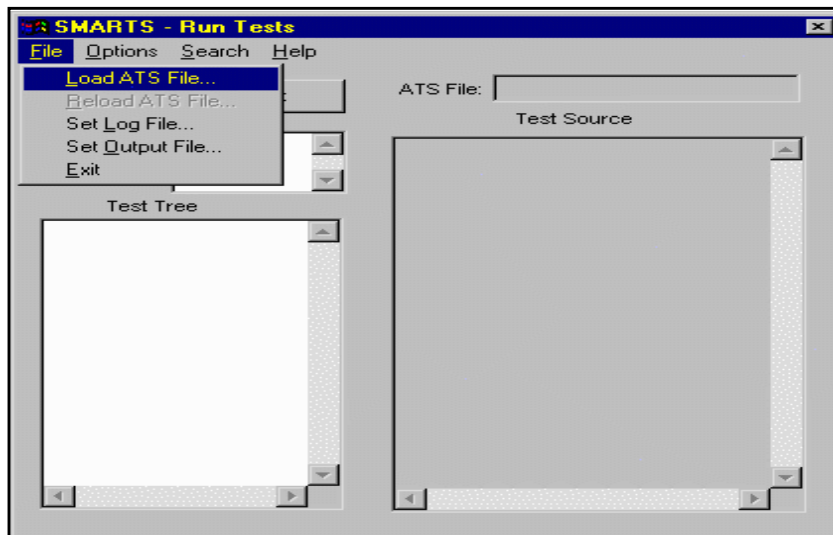 SMARTS - Run Tests
File Options Search Help
Load ATS File...
Reload ATS File...
Set Log File...
Set Output File...
Exit
ATS File:
Test Source
Test Tree